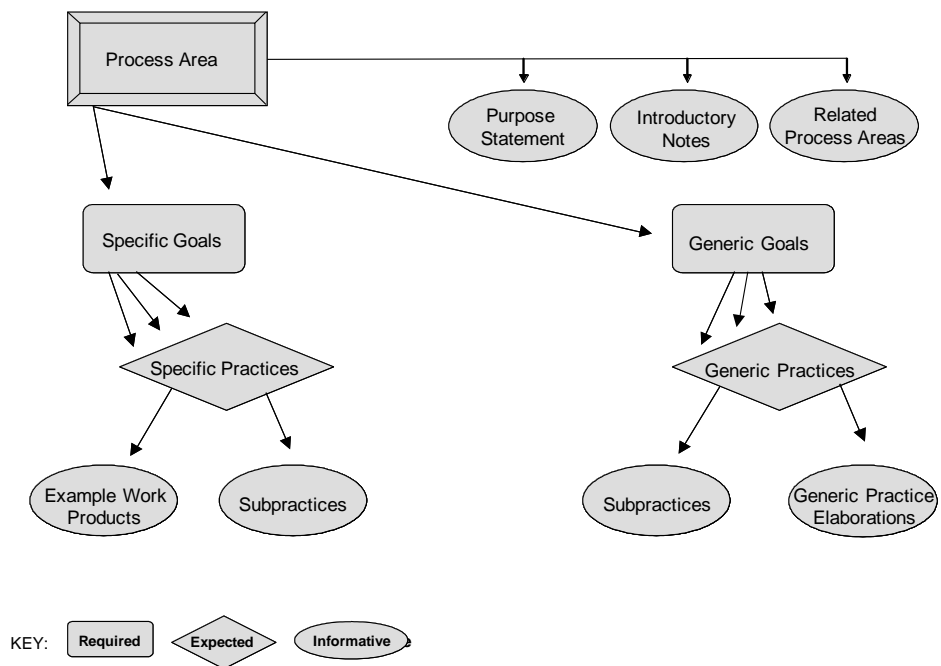 Process Area
Purpose
Statement
Introductory
Notes
Related
Process Areas
Specific Goals
Generic Goals
Specific Practices
Generic Practices
Example Work
Products
Subpractices
Subpractices
Generic Practice
Elaborations
KEY:
Required
Expected
Informative